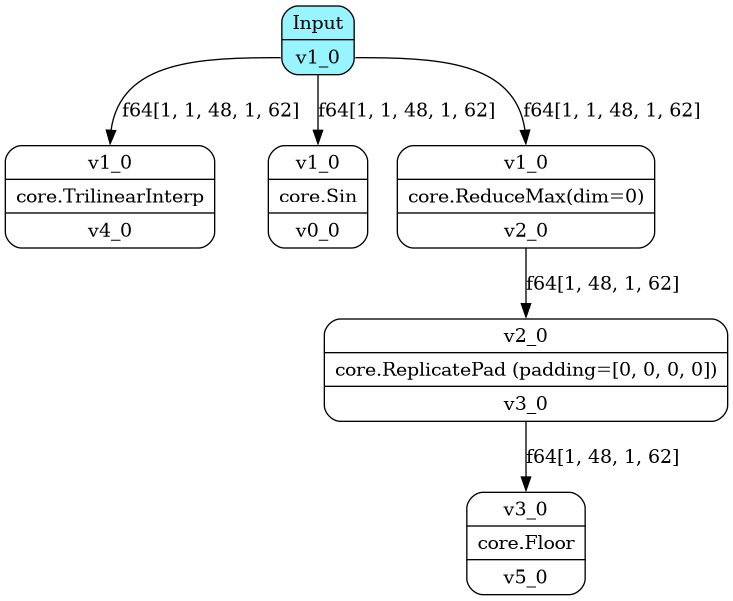 Input
v1_0
f64[1, 1, 48, 1, 62]
f64[1, 1, 48, 1, 62]
f64[1, 1, 48, 1, 62]
v1_0
core.TrilinearInterp
v4_0
v1_0
core.Sin
v0_0
v1_0
core.ReduceMax(dim=0)
v2_0
f64[1, 48, 1, 62]
v2_0
core.ReplicatePad (padding=[0, 0, 0, 0])
v3_0
f64[1, 48, 1, 62]
v3_0
core.Floor
v5_0